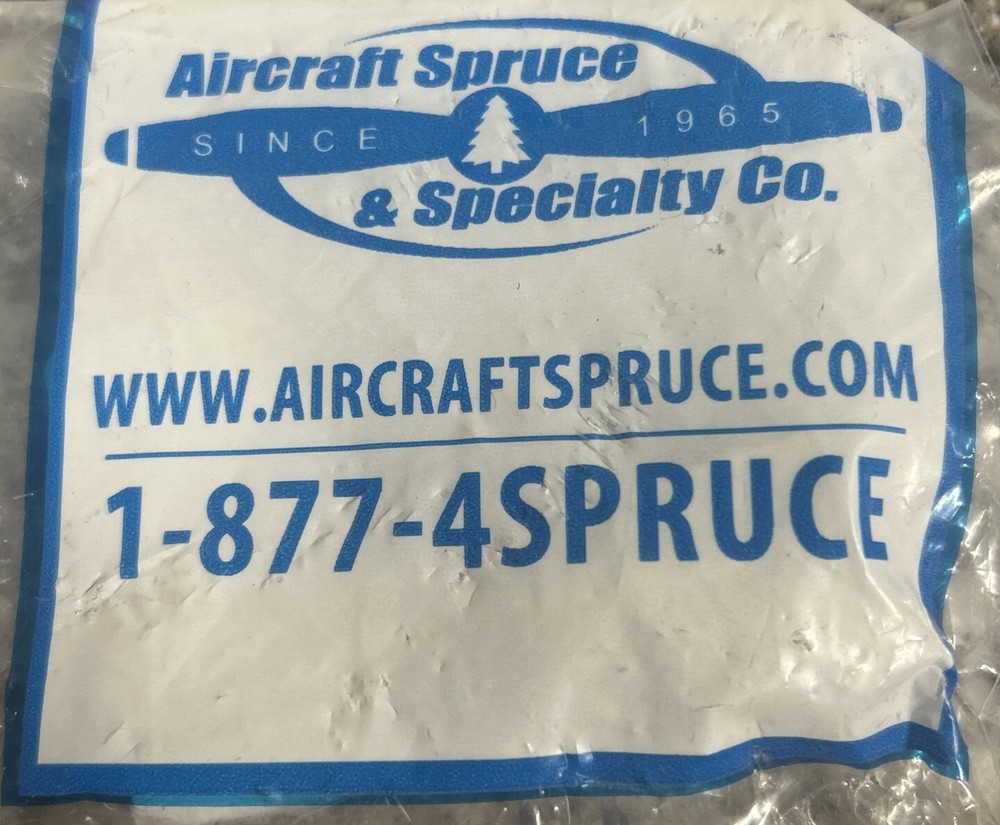 Aircraft Spruce
SINCE 1965
& Specialty Co.
WWW.AIRCRAFTSPRUCE.COM
1-877-4SPRUCE